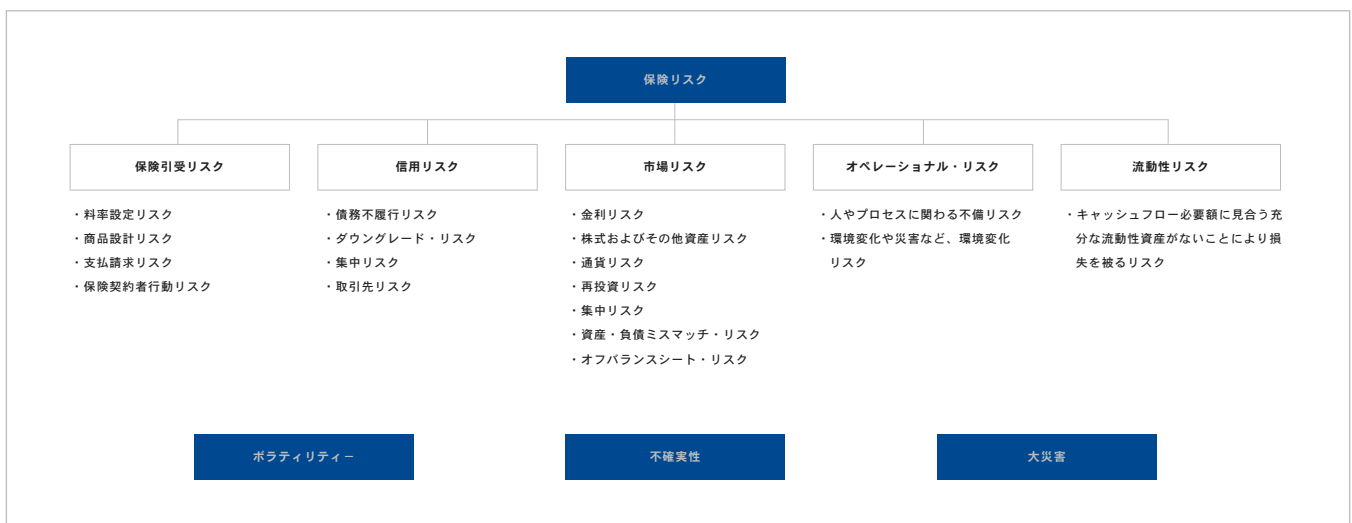 保険リスク
保険引受リスク
・料率設定リスク
・商品設計リスク
・支払請求リスク
・保険契約者行動リスク
信用リスク
・債務不履行リスク
・ダウングレード・リスク
・集中リスク
・取引先リスク
市場リスク
・金利リスク
・株式およびその他資産リスク
・通貨リスク
・再投資リスク
・集中リスク
・資産・負債ミスマッチ・リスク
・オフバランスシート・リスク
オペレーショナル・リスク
・人やプロセスに関わる不備リスク
・環境変化や災害など、環境変化
リスク
流動性リスク
・キャッシュフロー必要額に見合う充
分な流動性資産がないことにより損
失を被るリスク
ボラティリティー
不確実性
大災害